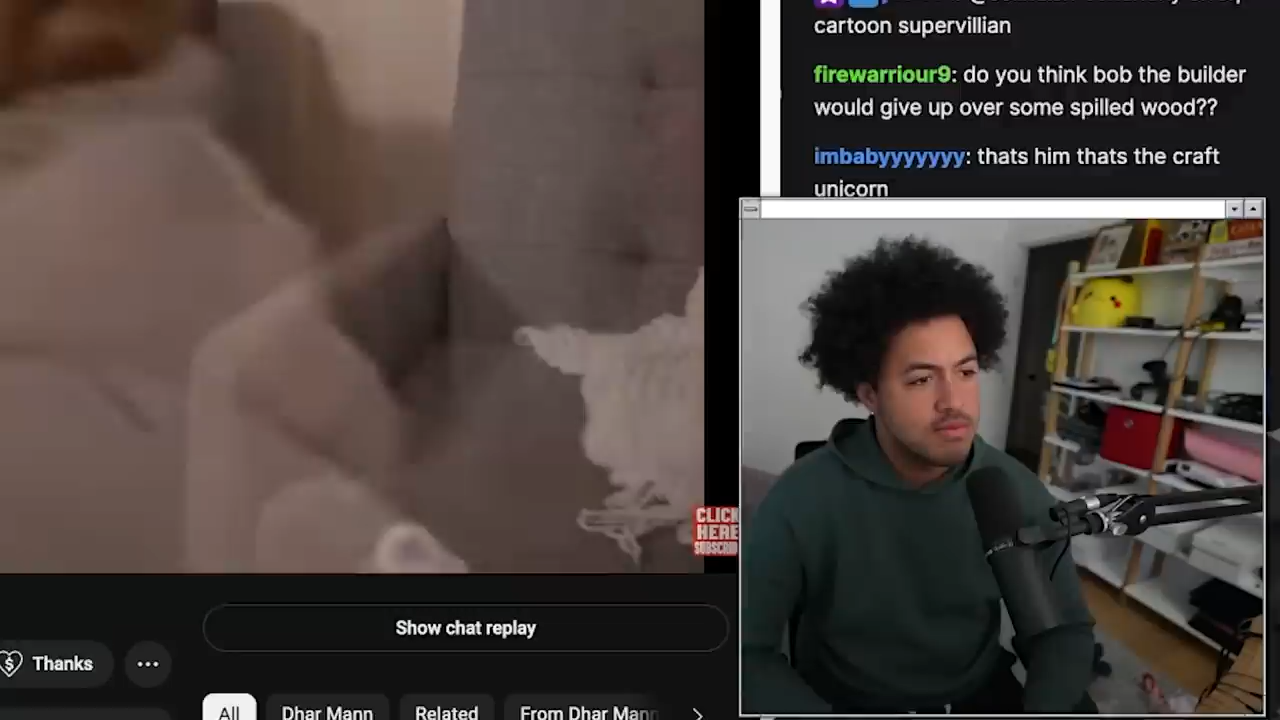 cartoon supervillian
firewarriour9: do you think bob the builder
would give up over some spilled wood??
imbabyyyyyyy: thats him thats the craft
unicorn
CLICK
HERE
Show chat replay
Thanks
All
Dhar Mann
Related
From Dhar Mann